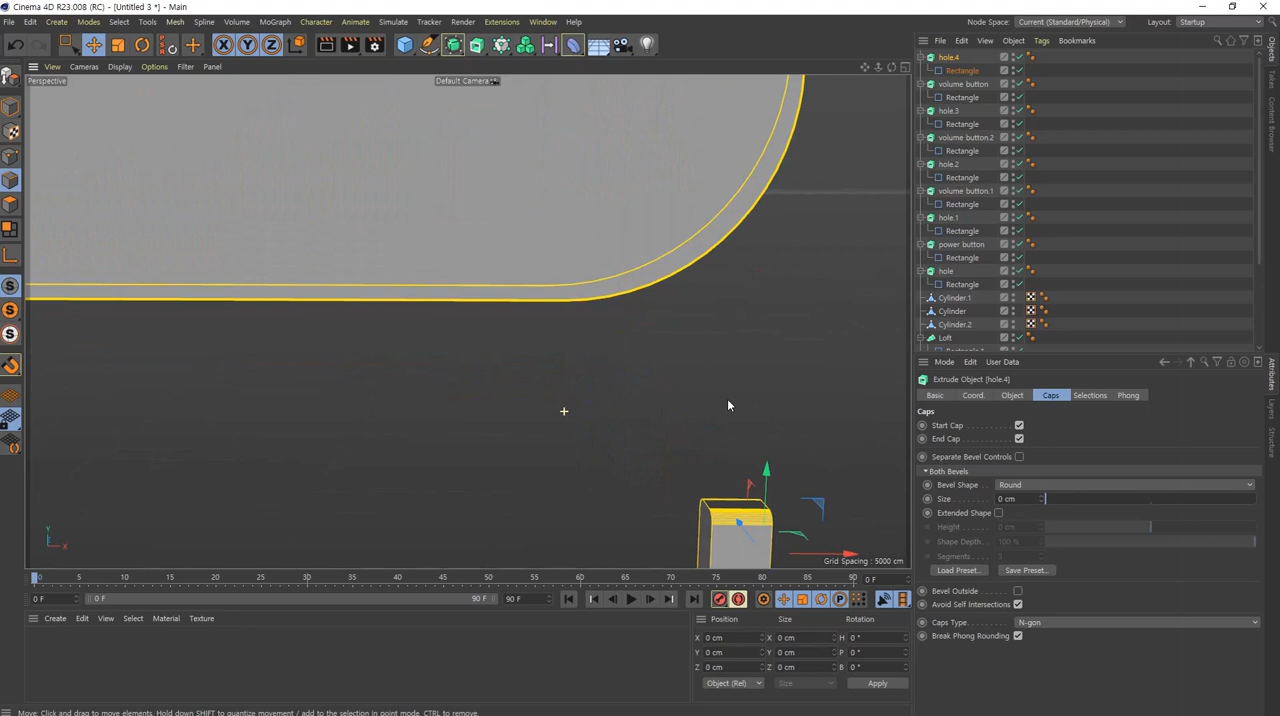 Cinema 4D R23.008 (RC) - [Untitled 3 *] - Main
File Edit Create Modes Select Tools Mesh Spline Volume MoGraph Character Animate Simulate Tracker Render Extensions Window Help
Node Space: Current (Standard/Physical) Layout: Startup
X Y Z
File Edit View Object Tags Bookmarks
View Cameras Display Options Filter Panel
Perspective
Default Camera
hole.4
Rectangle
volume button
Rectangle
hole.3
Rectangle
volume button.2
Rectangle
hole.2
Rectangle
volume button.1
Rectangle
hole.1
Rectangle
power button
Rectangle
hole
Rectangle
Cylinder.1
Cylinder
Cylinder.2
Loft
Objects
Takes
Content Browser
Mode Edit User Data
Extrude Object [hole.4]
Basic Coord. Object Caps Selections Phong
Caps
Start Cap
End Cap
Separate Bevel Controls
Both Bevels
Bevel Shape Round
Size 0 cm
Extended Shape
Height 0 cm
Shape Depth 100 %
Segments 3
Load Preset... Save Preset...
Bevel Outside
Avoid Self Intersections
Caps Type N-gon
Break Phong Rounding
Attributes
Layers
Structure
Y
X
Grid Spacing : 5000 cm
0 5 10 15 20 25 30 35 40 45 50 55 60 65 70 75 80 85 90 0 F
0 F 0 F 90 F 90 F
Create Edit View Select Material Texture
Position Size Rotation
X 0 cm X 0 cm H 0 °
Y 0 cm Y 0 cm P 0 °
Z 0 cm Z 0 cm B 0 °
Object (Rel) Size Apply
Move: Click and drag to move elements. Hold down SHIFT to quantize movement / add to the selection in point mode, CTRL to remove.